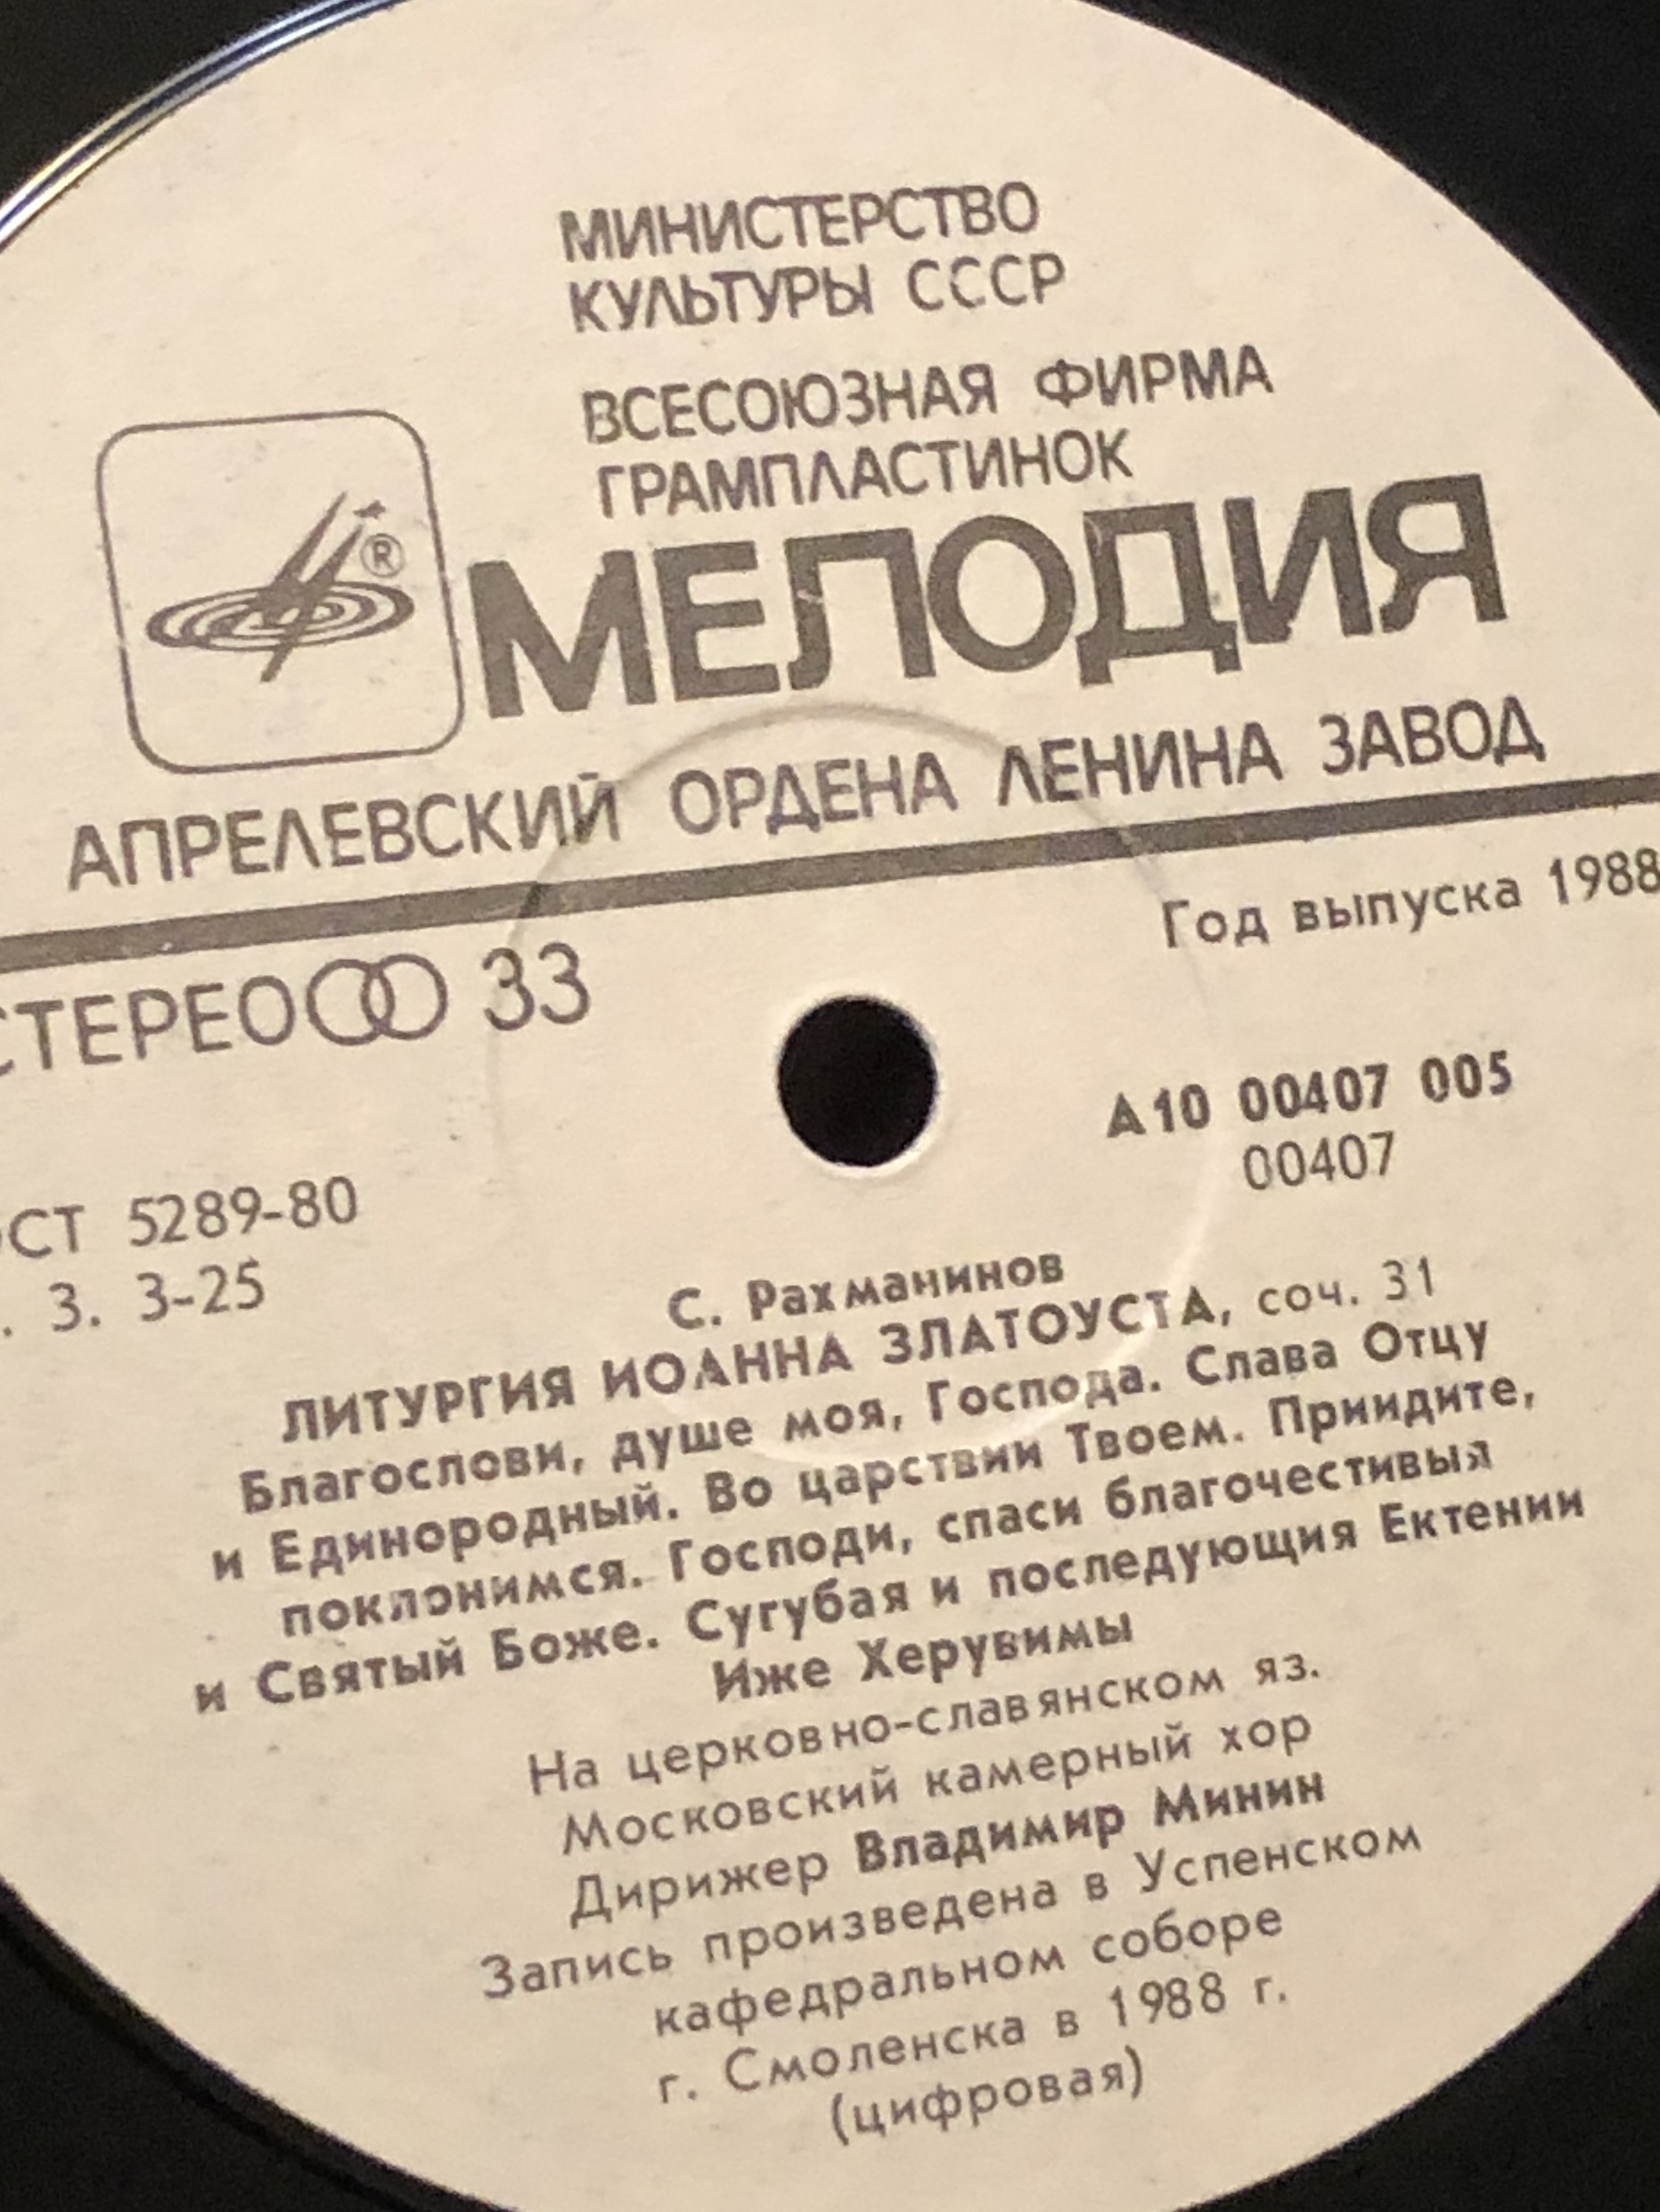 МИНИСТЕРСТВО
КУЛЬТУРЫ СССР
ВСЕСОЮЗНАЯ ФИРМА
ГРАМПЛАСТИНОК
®
МЕЛОДИЯ
АПРЕЛЕВСКИЙ ОРДЕНА ЛЕНИНА ЗАВОД
Год выпуска 1988
СТЕРЕО 33
А10 00407 005
00407
ОСТ 5289-80
. 3. 3-25
С. Рахманинов
ЛИТУРГИЯ ИОАННА ЗЛАТОУСТА, соч. 31
Благослови, душе моя, Господа. Слава Отцу
и Единородный. Во царствии Твоем. Приидите,
поклонимся. Господи, спаси благочестивыя
и Святый Боже. Сугубая и последующия Ектении
Иже Херувимы
На церковно-славянском яз.
Московский камерный хор
Дирижер Владимир Минин
Запись произведена в Успенском
кафедральном соборе
г. Смоленска в 1988 г.
(цифровая)